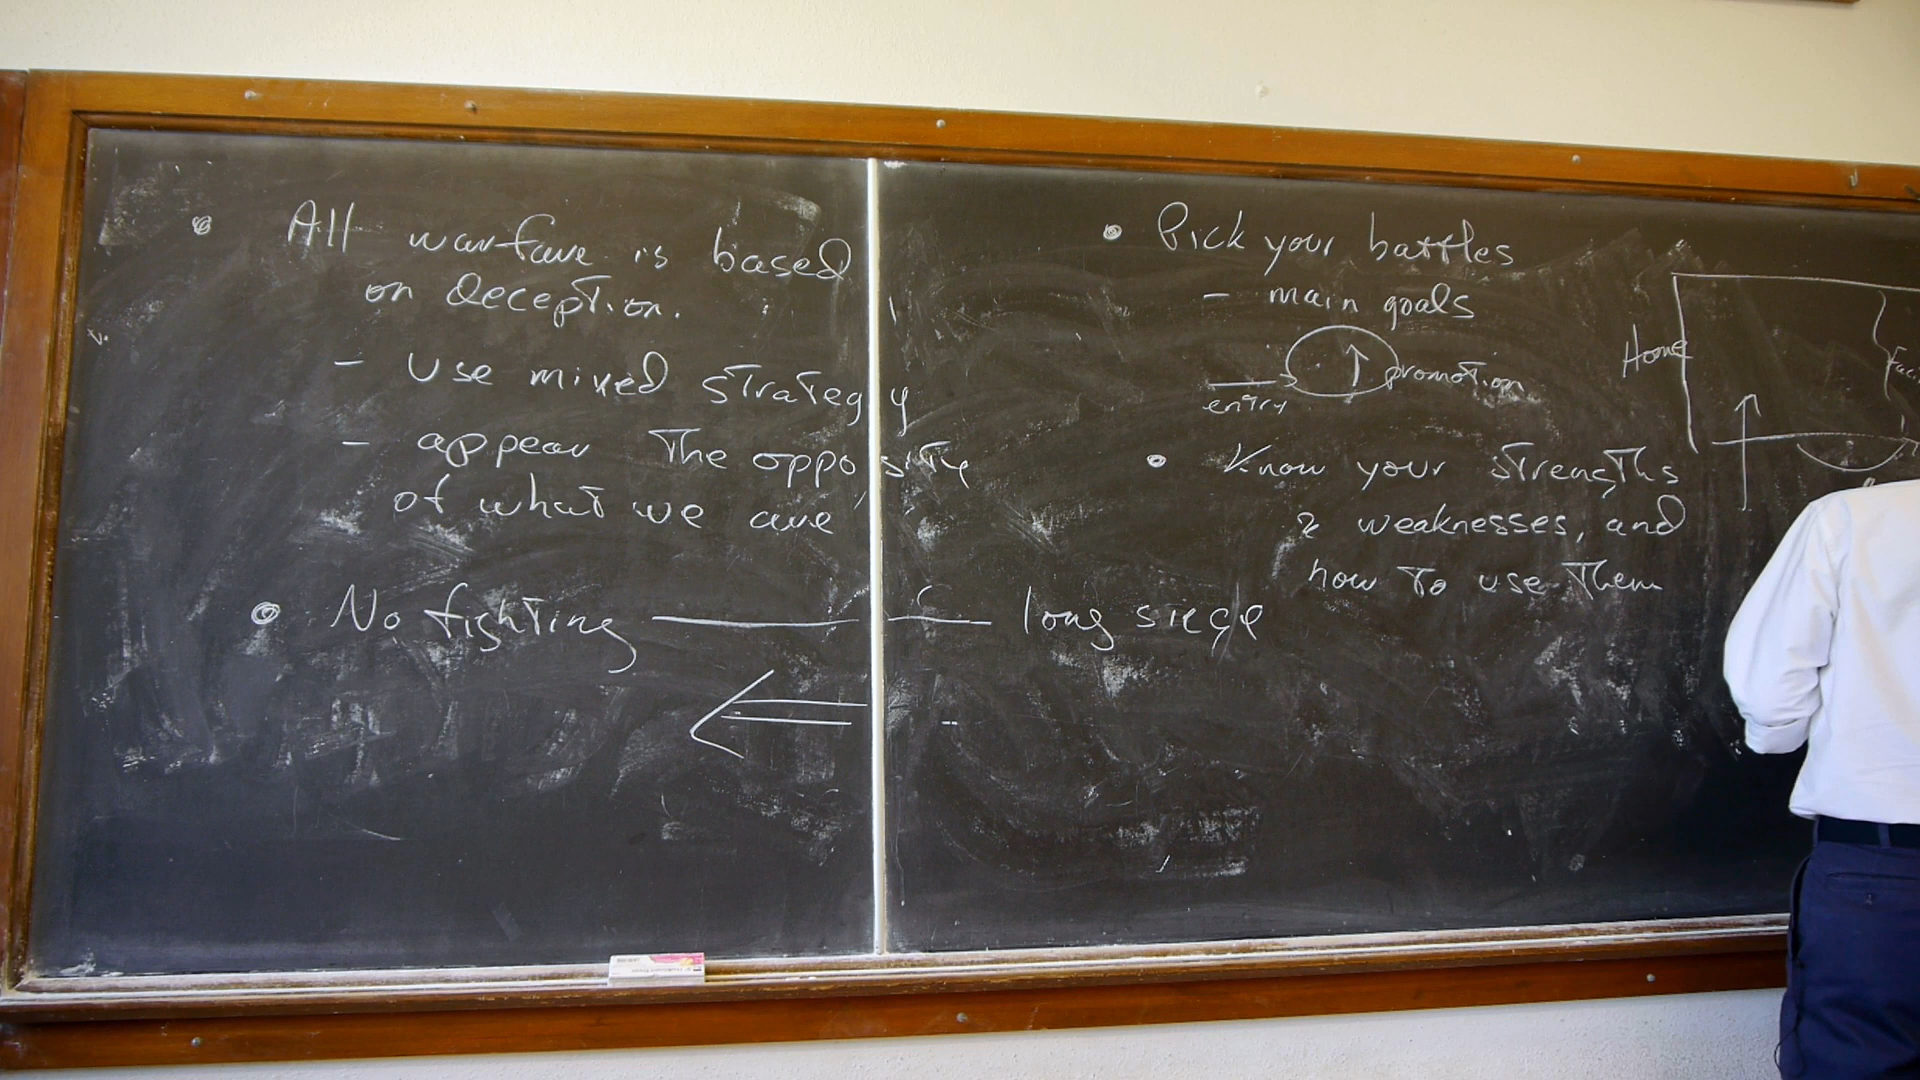 All warfare is based
on deception.
- use mixed strategy
- appear the opposite
of what we are
No fighting — long siege
Pick your battles
- main goals
entry
promotion
Know your strengths
& weaknesses, and
how to use them
Home